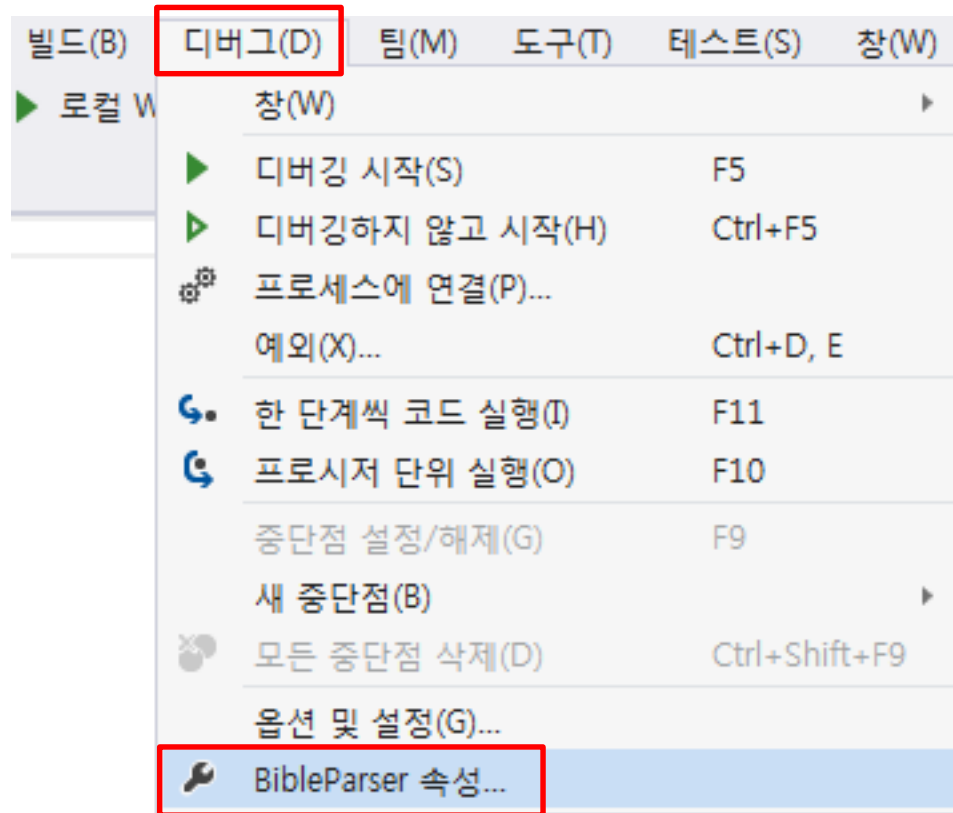 빌드(B) 디버그(D) 팀(M) 도구(T) 테스트(S) 창(W)
로컬 W
창(W)
디버깅 시작(S) F5
디버깅하지 않고 시작(H) Ctrl+F5
프로세스에 연결(P)...
예외(X)... Ctrl+D, E
한 단계씩 코드 실행(I) F11
프로시저 단위 실행(O) F10
중단점 설정/해제(G) F9
새 중단점(B)
모든 중단점 삭제(D) Ctrl+Shift+F9
옵션 및 설정(G)...
BibleParser 속성...